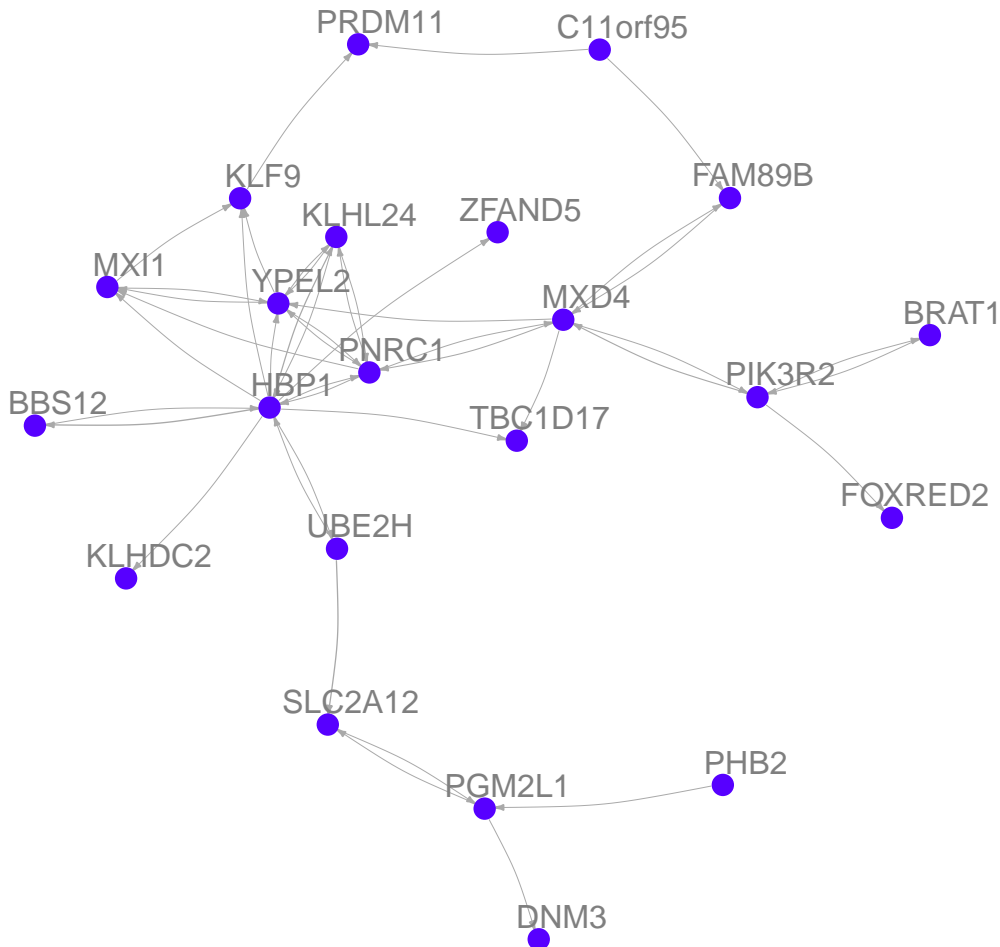 PRDM11
C11orf95
KLF9
FAM89B
KLHL24
ZFAND5
MXI1
YPEL2
MXD4
BRAT1
PNRC1
PIK3R2
HBP1
BBS12
TBC1D17
FOXRED2
UBE2H
KLHDC2
SLC2A12
PHB2
PGM2L1
DNM3